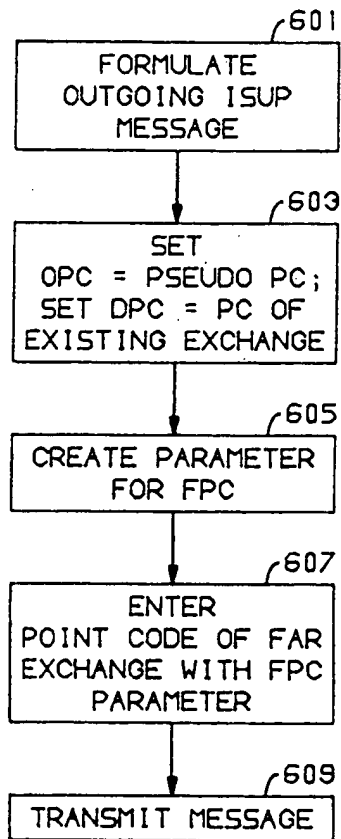 601
FORMULATE
OUTGOING ISUP
MESSAGE
603
SET
OPC = PSEUDO PC;
SET DPC = PC OF
EXISTING EXCHANGE
605
CREATE PARAMETER
FOR FPC
607
ENTER
POINT CODE OF FAR
EXCHANGE WITH FPC
PARAMETER
609
TRANSMIT MESSAGE